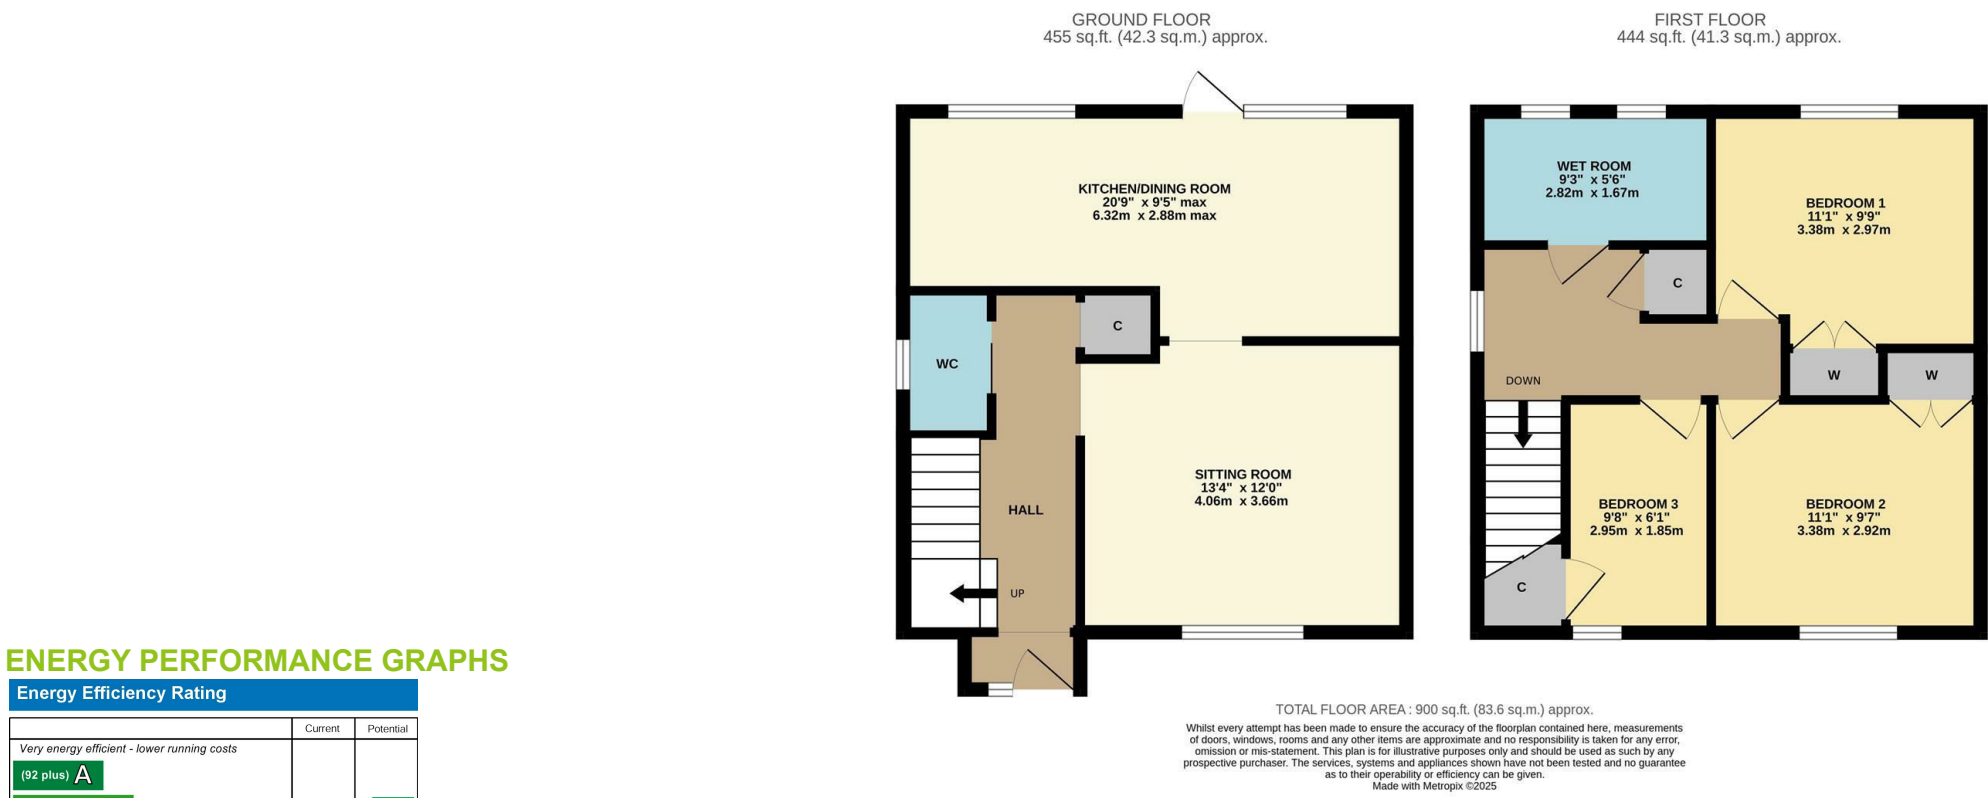 GROUND FLOOR
455 sq.ft. (42.3 sq.m.) approx.
FIRST FLOOR
444 sq.ft. (41.3 sq.m.) approx.
KITCHEN/DINING ROOM
20'9" x 9'5" max
6.32m x 2.88m max
WC
C
SITTING ROOM
13'4" x 12'0"
4.06m x 3.66m
HALL
UP
WET ROOM
9'3" x 5'6"
2.82m x 1.67m
BEDROOM 1
11'1" x 9'9"
3.38m x 2.97m
C
DOWN
W
W
BEDROOM 3
9'8" x 6'1"
2.95m x 1.85m
BEDROOM 2
11'1" x 9'7"
3.38m x 2.92m
C
TOTAL FLOOR AREA : 900 sq.ft. (83.6 sq.m.) approx.
Whilst every attempt has been made to ensure the accuracy of the floorplan contained here, measurements
of doors, windows, rooms and any other items are approximate and no responsibility is taken for any error,
omission or mis-statement. This plan is for illustrative purposes only and should be used as such by any
prospective purchaser. The services, systems and appliances shown have not been tested and no guarantee
as to their operability or efficiency can be given.
Made with Metropix ©2025
ENERGY PERFORMANCE GRAPHS
Energy Efficiency Rating
Current Potential
Very energy efficient - lower running costs
(92 plus) A